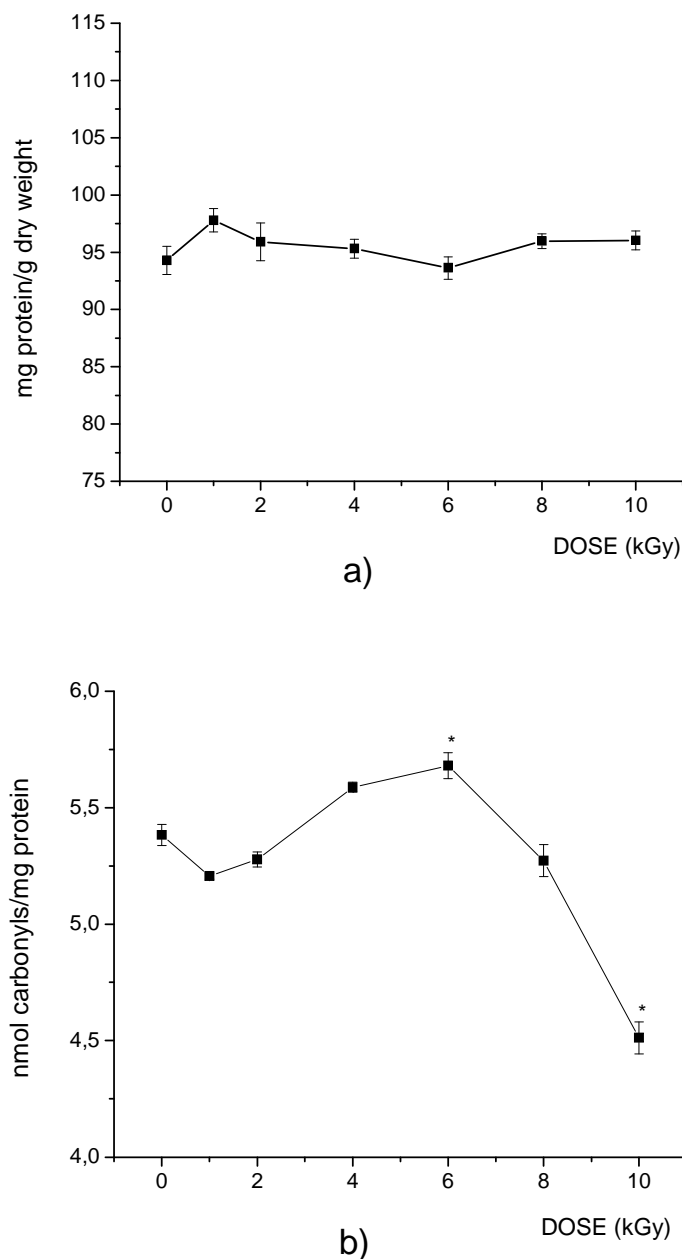 115
110
105
100
95
90
85
80
75
mg protein/g dry weight
0 2 4 6 8 10
DOSE (kGy)
a)
6,0
5,5
5,0
4,5
4,0
nmol carbonyls/mg protein
*
*
0 2 4 6 8 10
DOSE (kGy)
b)